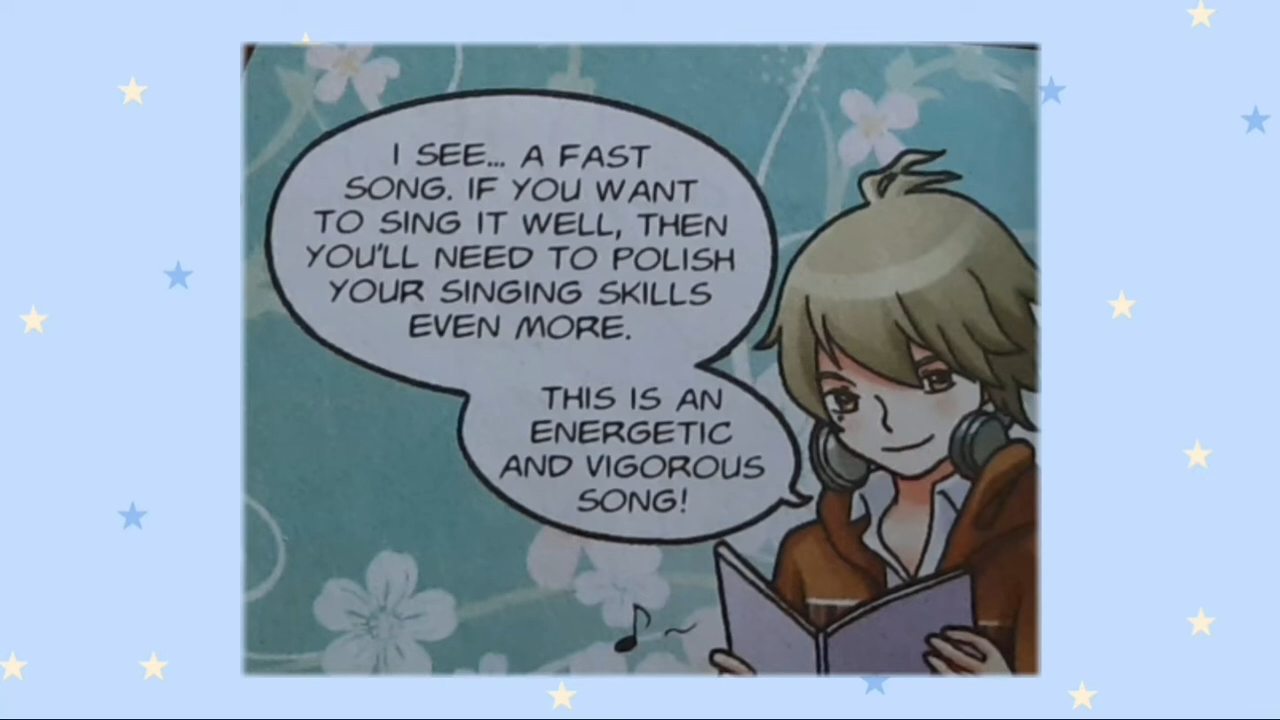 I SEE... A FAST
SONG. IF YOU WANT
TO SING IT WELL, THEN
YOU'LL NEED TO POLISH
YOUR SINGING SKILLS
EVEN MORE.
THIS IS AN
ENERGETIC
AND VIGOROUS
SONG!